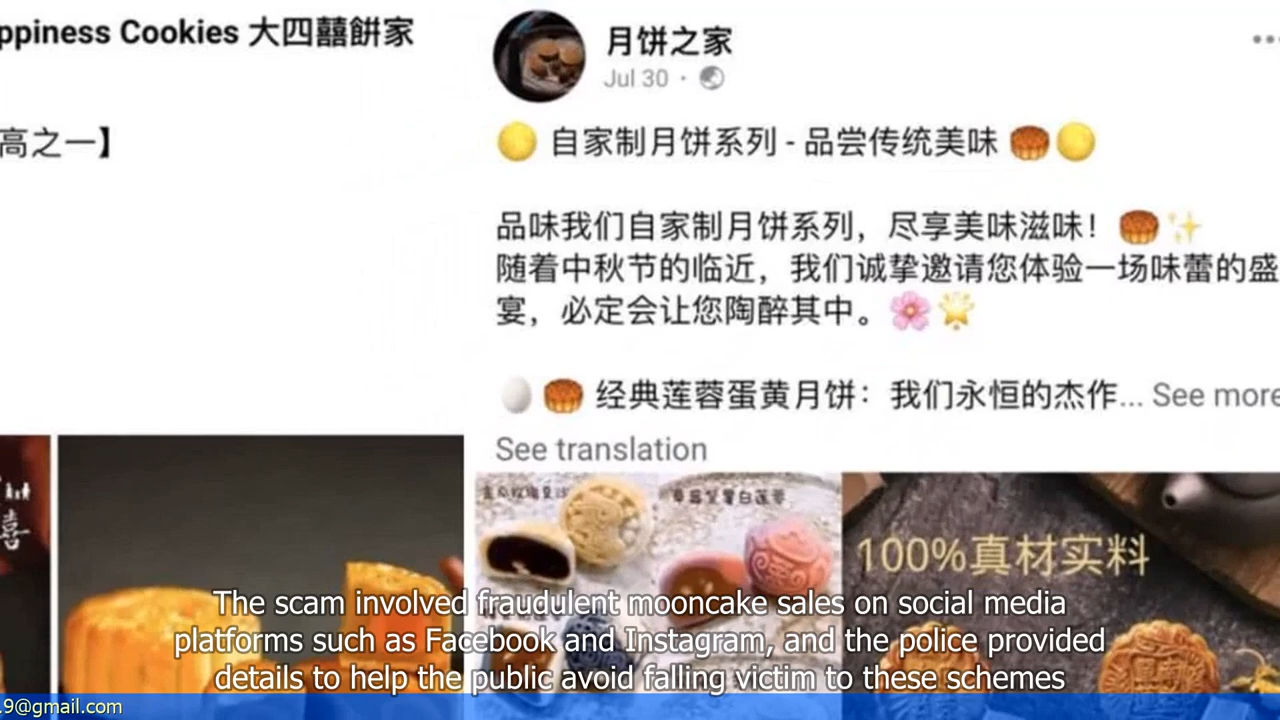 ppiness Cookies 大四囍餅家
高之一】
月饼之家
Jul 30 ·
自家制月饼系列 - 品尝传统美味
品味我们自家制月饼系列，尽享美味滋味！
随着中秋节的临近，我们诚挚邀请您体验一场味蕾的盛
宴，必定会让您陶醉其中。
经典莲蓉蛋黄月饼：我们永恒的杰作... See more
See translation
喜
100%真材实料
The scam involved fraudulent mooncake sales on social media
platforms such as Facebook and Instagram, and the police provided
details to help the public avoid falling victim to these schemes
.9@gmail.com